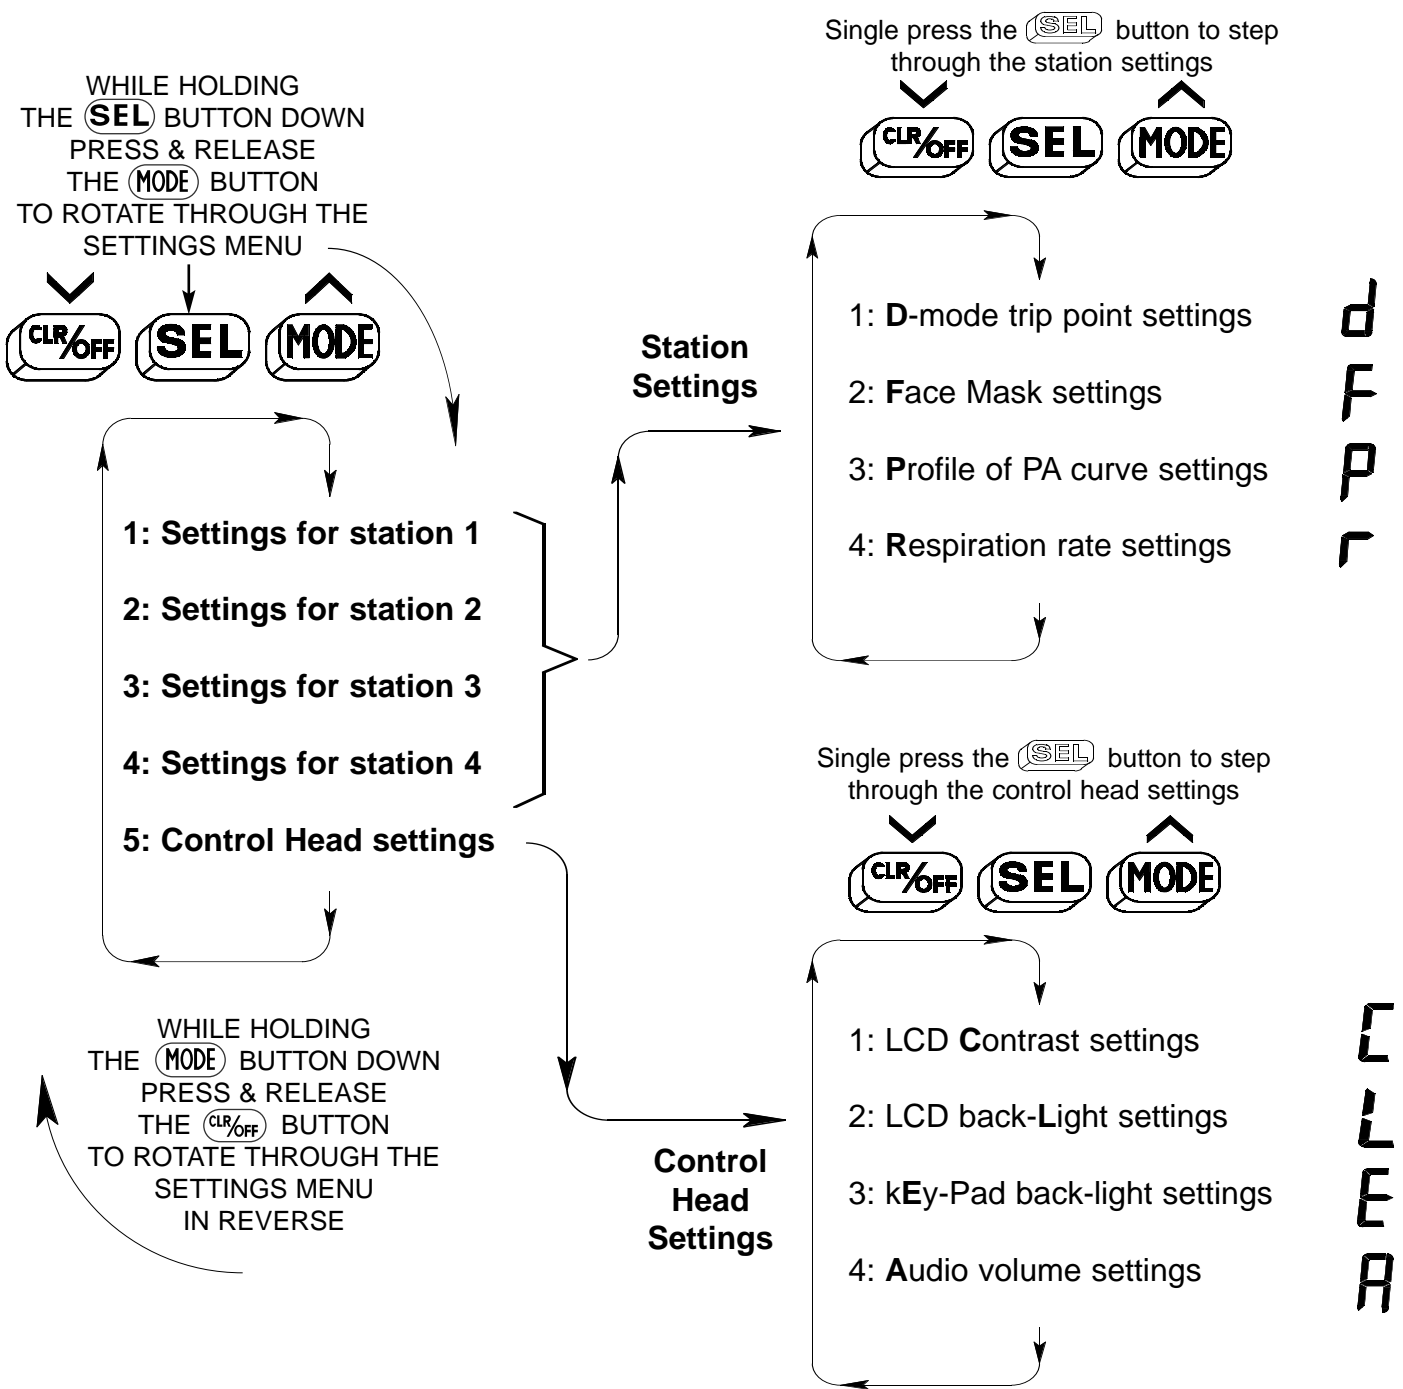 WHILE HOLDING
THE SEL BUTTON DOWN
PRESS & RELEASE
THE MODE BUTTON
TO ROTATE THROUGH THE
SETTINGS MENU
CLR/OFF SEL MODE
1: Settings for station 1
2: Settings for station 2
3: Settings for station 3
4: Settings for station 4
5: Control Head settings
WHILE HOLDING
THE MODE BUTTON DOWN
PRESS & RELEASE
THE CLR/OFF BUTTON
TO ROTATE THROUGH THE
SETTINGS MENU
IN REVERSE
Station
Settings
Single press the SEL button to step
through the station settings
CLR/OFF SEL MODE
1: D-mode trip point settings d
2: Face Mask settings F
3: Profile of PA curve settings P
4: Respiration rate settings r
Control
Head
Settings
Single press the SEL button to step
through the control head settings
CLR/OFF SEL MODE
1: LCD Contrast settings C
2: LCD back-Light settings L
3: kEy-Pad back-light settings E
4: Audio volume settings A